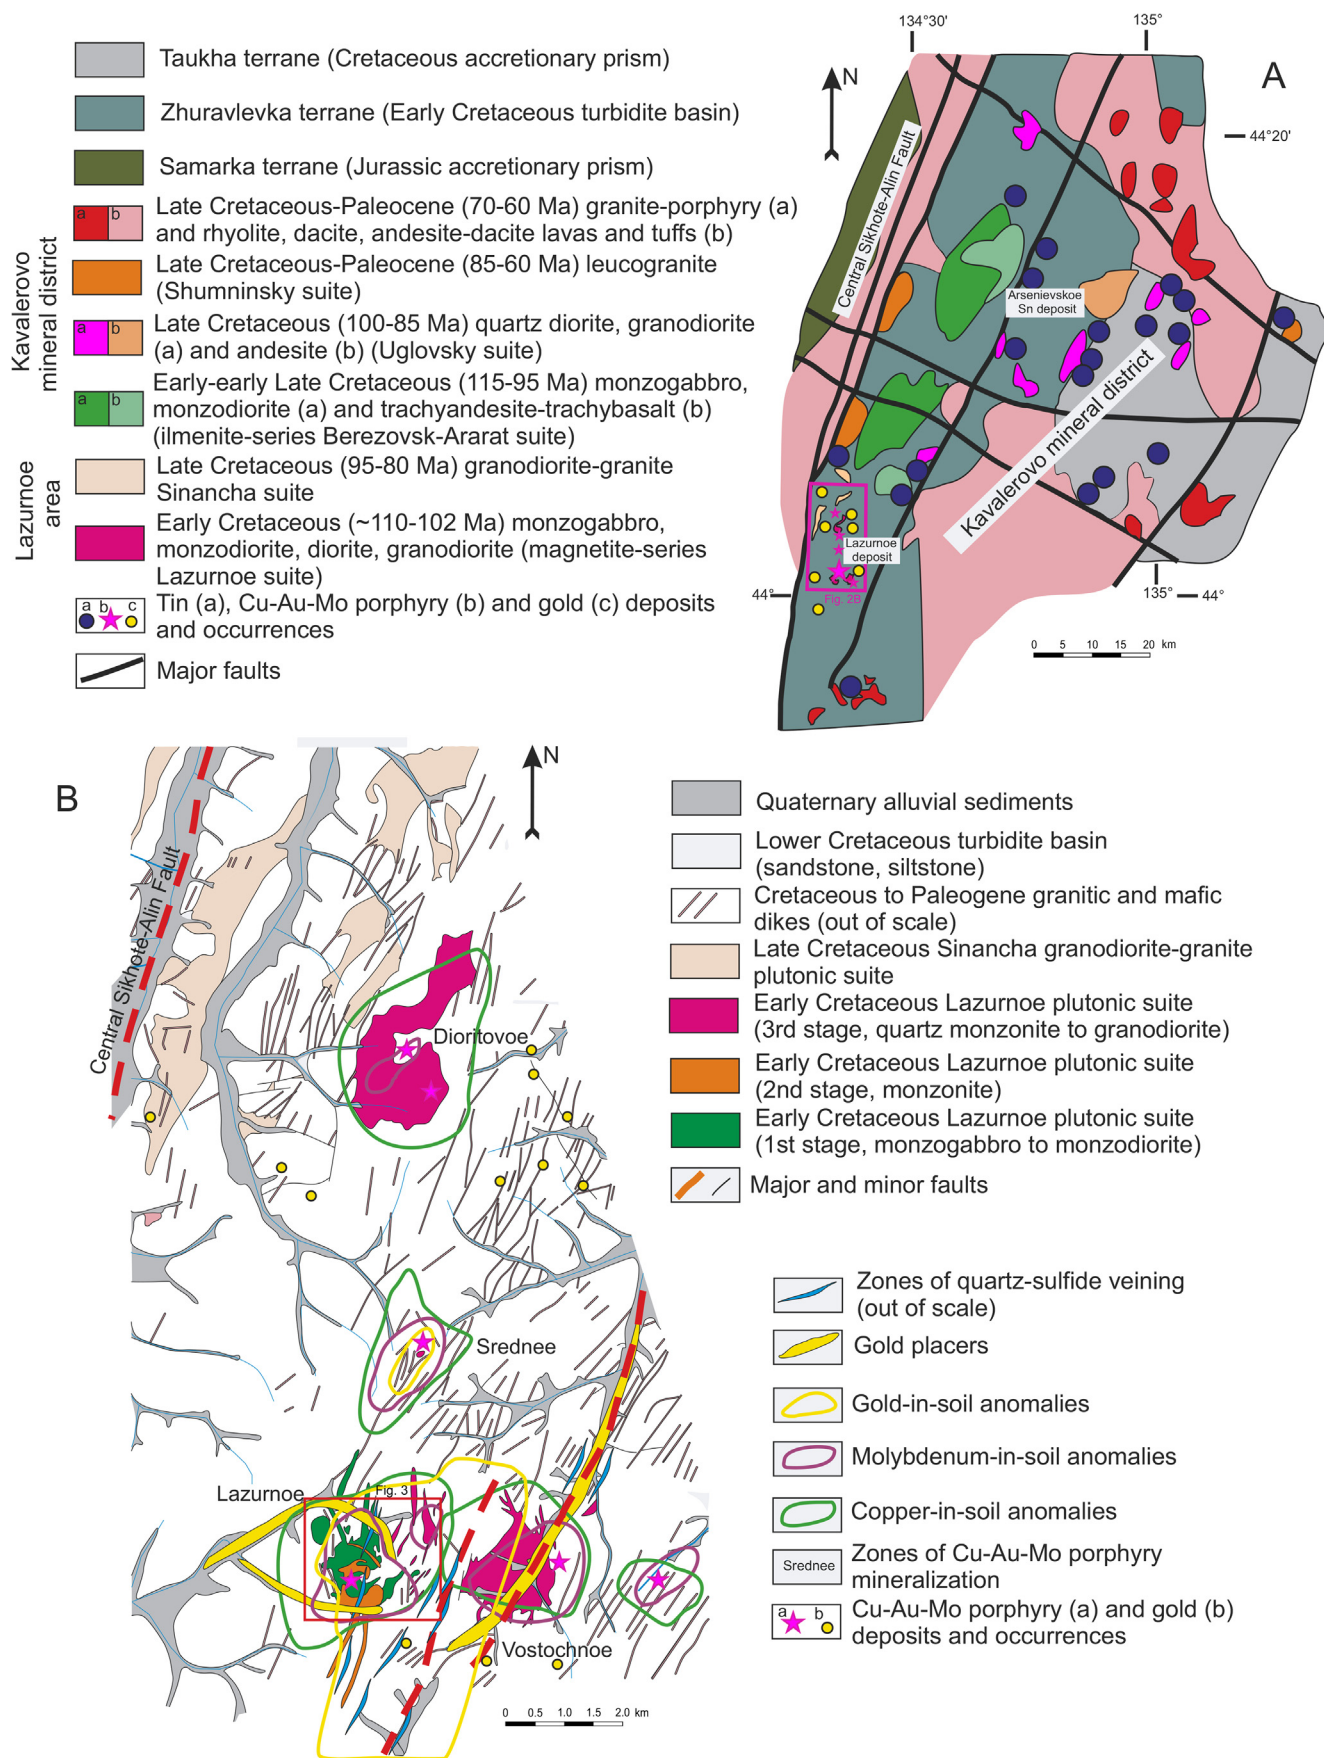 Taukha terrane (Cretaceous accretionary prism)
Zhuravlevka terrane (Early Cretaceous turbidite basin)
Samarka terrane (Jurassic accretionary prism)
Kavalerovo
mineral district
a b
Late Cretaceous-Paleocene (70-60 Ma) granite-porphyry (a)
and rhyolite, dacite, andesite-dacite lavas and tuffs (b)
Late Cretaceous-Paleocene (85-60 Ma) leucogranite
(Shumninsky suite)
a b
Late Cretaceous (100-85 Ma) quartz diorite, granodiorite
(a) and andesite (b) (Uglovsky suite)
a b
Early-early Late Cretaceous (115-95 Ma) monzogabbro,
monzodiorite (a) and trachyandesite-trachybasalt (b)
(ilmenite-series Berezovsk-Ararat suite)
Lazurnoe
area
Late Cretaceous (95-80 Ma) granodiorite-granite
Sinancha suite
Early Cretaceous (~110-102 Ma) monzogabbro,
monzodiorite, diorite, granodiorite (magnetite-series
Lazurnoe suite)
a b c
Tin (a), Cu-Au-Mo porphyry (b) and gold (c) deposits
and occurrences
Major faults
134°30'
135°
A
N
44°20'
Central Sikhote-Alin Fault
Arsenievskoe
Sn deposit
Kavalerovo mineral district
Lazurnoe
deposit
Fig. 2B
44°
135°
44°
0 5 10 15 20 km
B
N
Central Sikhote-Alin Fault
Dioritovoe
Srednee
Lazurnoe
Fig. 3
Vostochnoe
0 0.5 1.0 1.5 2.0 km
Quaternary alluvial sediments
Lower Cretaceous turbidite basin
(sandstone, siltstone)
Cretaceous to Paleogene granitic and mafic
dikes (out of scale)
Late Cretaceous Sinancha granodiorite-granite
plutonic suite
Early Cretaceous Lazurnoe plutonic suite
(3rd stage, quartz monzonite to granodiorite)
Early Cretaceous Lazurnoe plutonic suite
(2nd stage, monzonite)
Early Cretaceous Lazurnoe plutonic suite
(1st stage, monzogabbro to monzodiorite)
Major and minor faults
Zones of quartz-sulfide veining
(out of scale)
Gold placers
Gold-in-soil anomalies
Molybdenum-in-soil anomalies
Copper-in-soil anomalies
Srednee
Zones of Cu-Au-Mo porphyry
mineralization
a b
Cu-Au-Mo porphyry (a) and gold (b)
deposits and occurrences